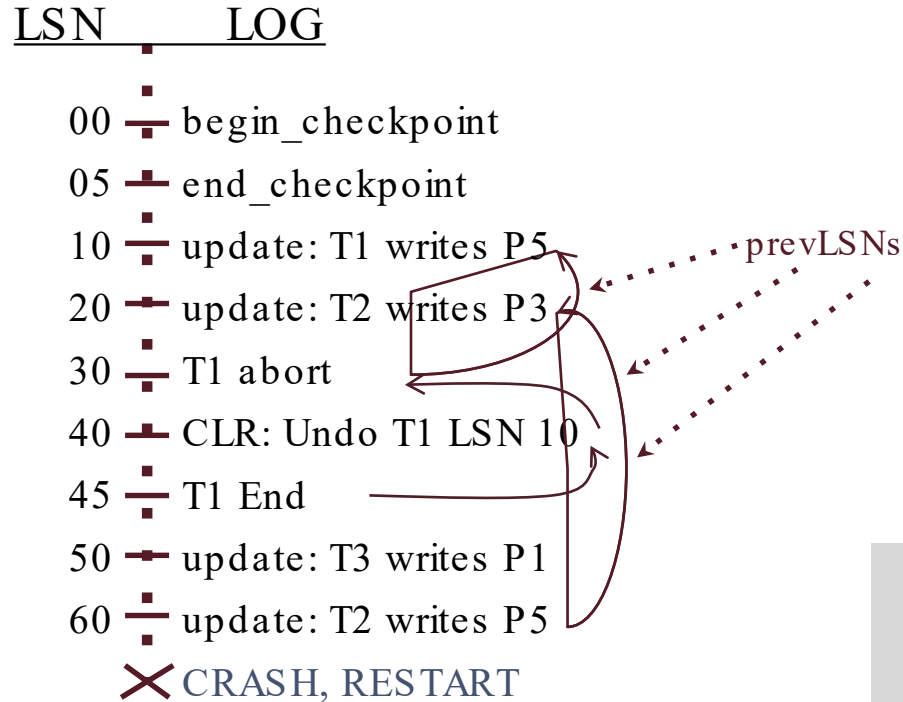 LSN LOG
00 begin_checkpoint
05 end_checkpoint
10 update: T1 writes P5
prevLSNs
20 update: T2 writes P3
30 T1 abort
40 CLR: Undo T1 LSN 10
45 T1 End
50 update: T3 writes P1
60 update: T2 writes P5
CRASH, RESTART